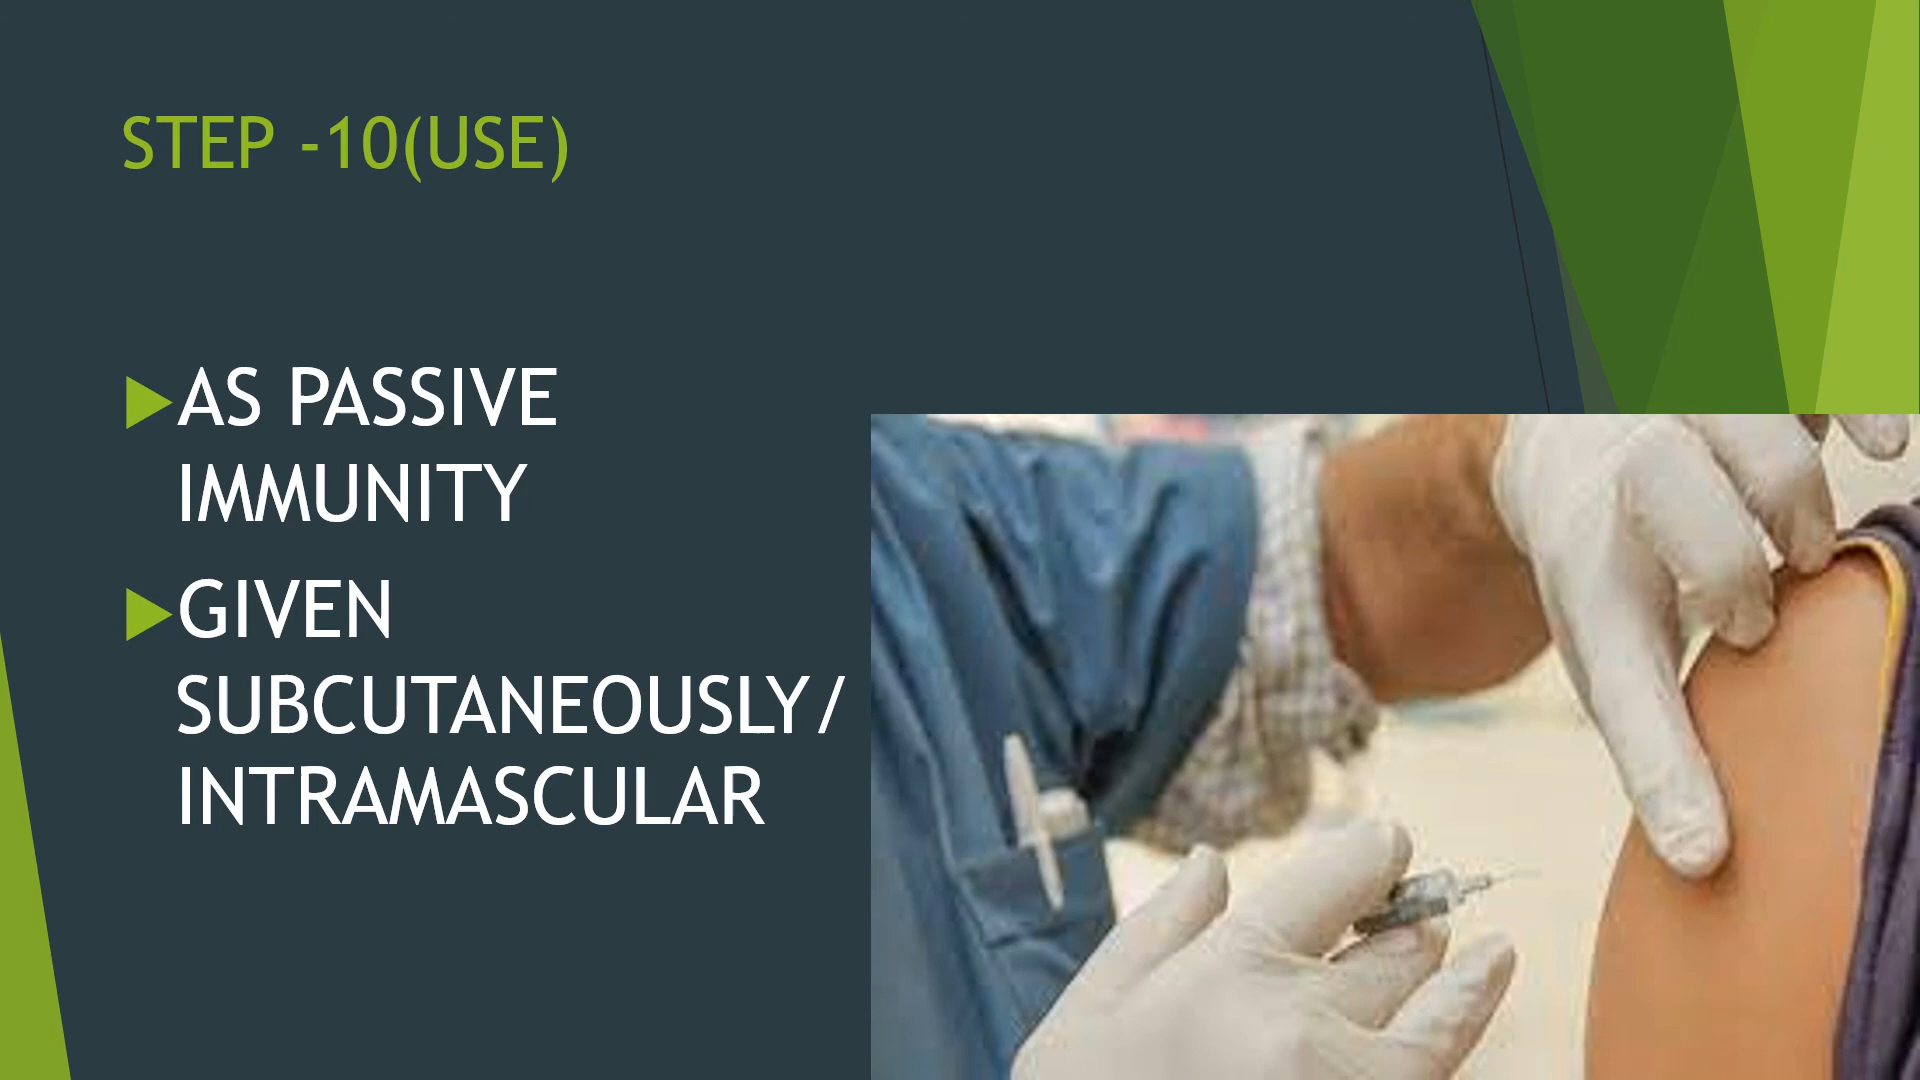 STEP -10(USE)
AS PASSIVE
IMMUNITY
GIVEN
SUBCUTANEOUSLY/
INTRAMASCULAR